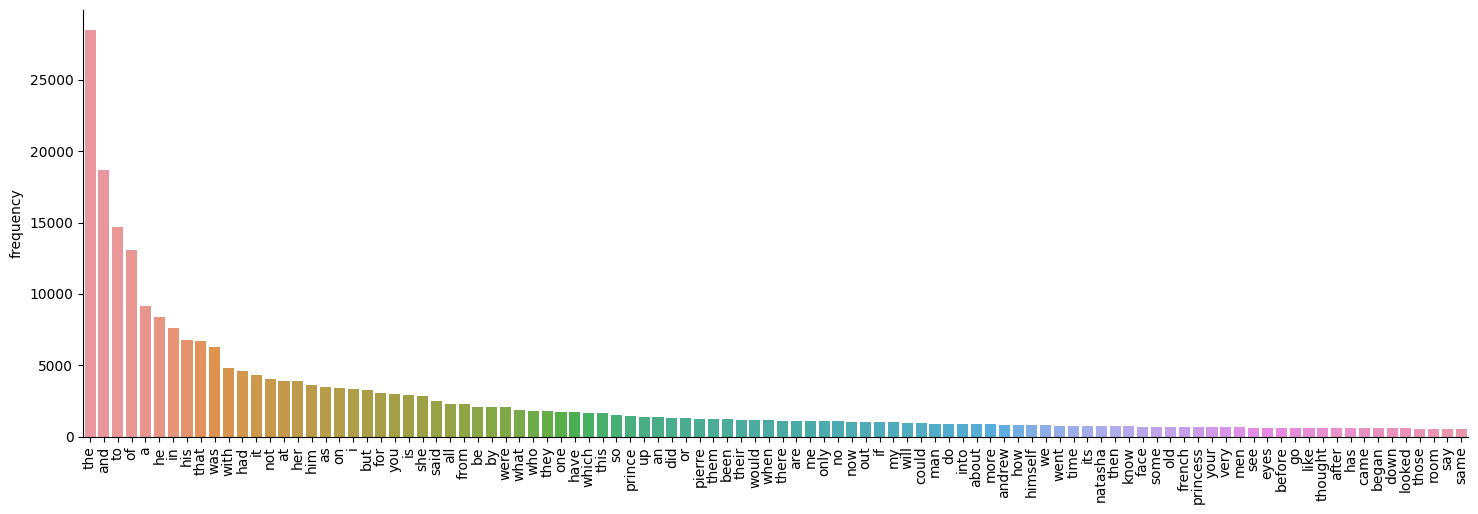 25000
20000
15000
10000
5000
0
frequency
the
and
to
of
a
he
in
his
that
was
with
had
it
not
at
her
him
as
on
i
but
for
you
is
she
said
all
from
be
by
were
what
who
they
one
have
which
this
so
prince
up
an
did
or
pierre
them
been
their
would
when
there
are
me
only
no
now
out
if
my
will
could
man
do
into
about
more
andrew
how
himself
we
went
time
its
natasha
then
know
face
some
old
french
princess
your
very
men
see
eyes
before
go
like
thought
after
has
came
began
down
looked
those
room
say
same